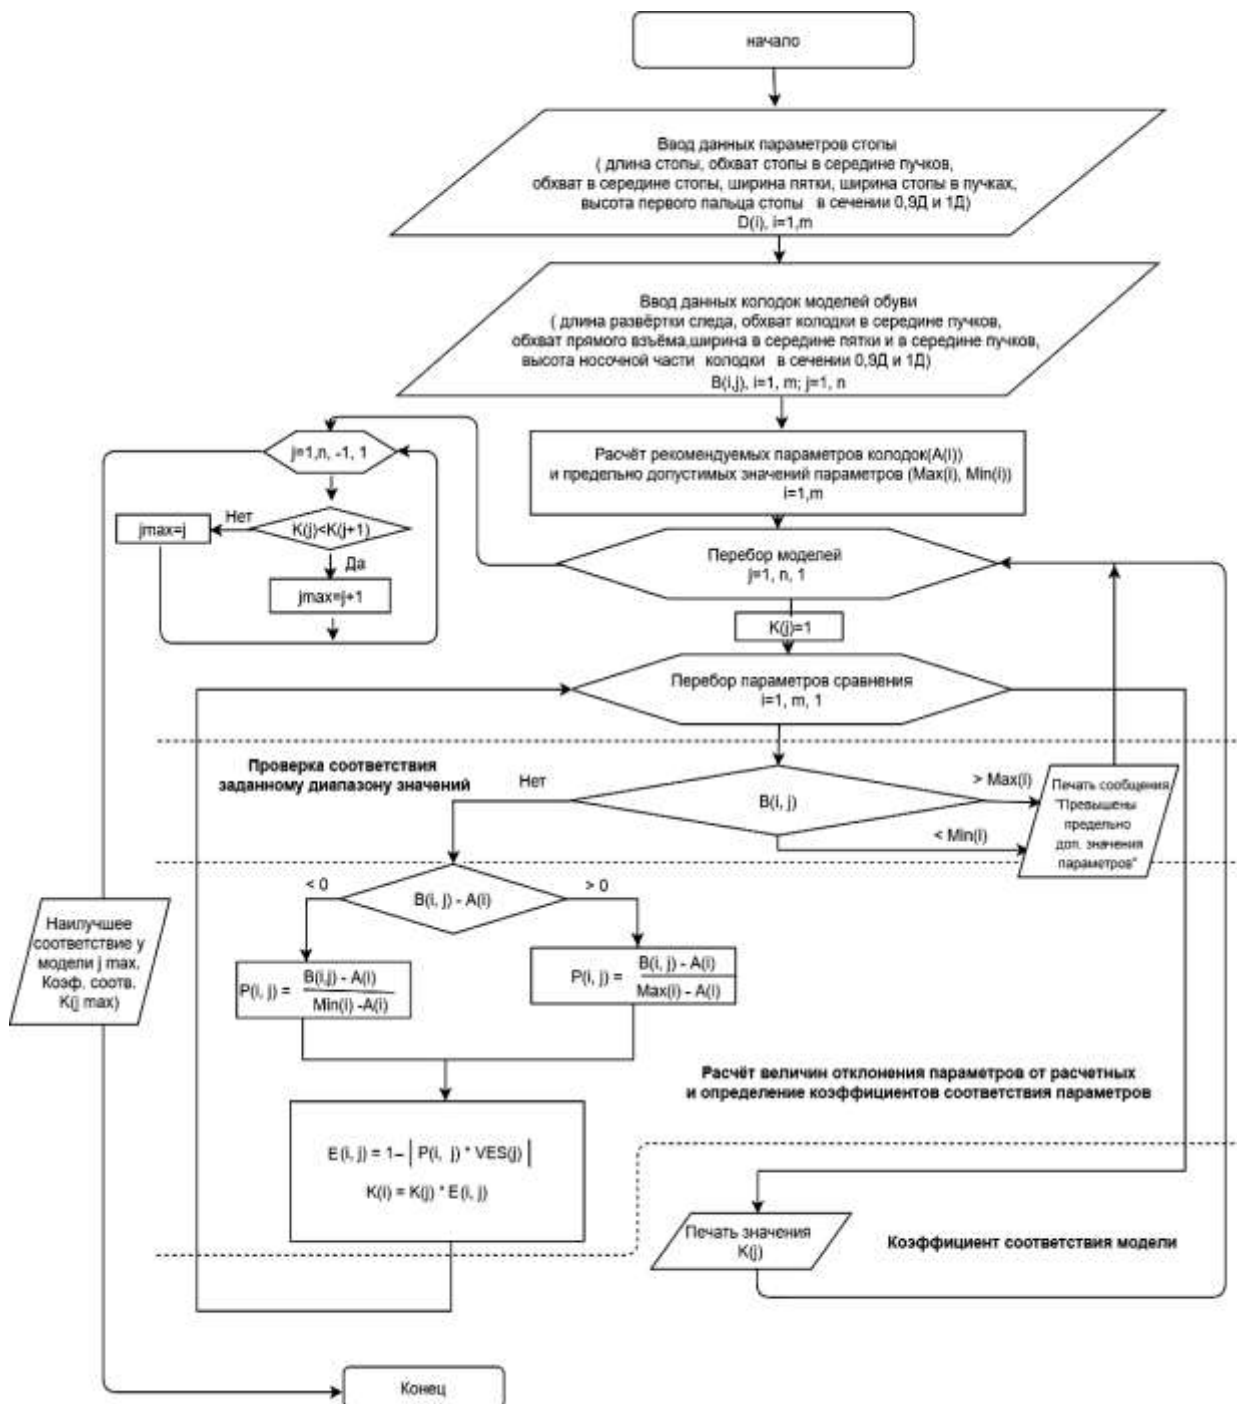 начало
Ввод данных параметров стопы
( длина стопы, обхват стопы в середине пучков,
обхват в середине стопы, ширина пятки, ширина стопы в пучках,
высота первого пальца стопы в сечении 0,9Д и 1Д)
D(i), i=1,m
Ввод данных колодок моделей обуви
( длина развёртки следа, обхват колодки в середине пучков,
обхват прямого взъёма,ширина в середине пятки и в середине пучков,
высота носочной части колодки в сечении 0,9Д и 1Д)
B(i,j), i=1, m; j=1, n
Расчёт рекомендуемых параметров колодок(A(i))
и предельно допустимых значений параметров (Max(i), Min(i))
i=1,m
j=1,n, -1, 1
Нет
K(j)<K(j+1)
jmax=j
Да
jmax=j+1
Перебор моделей
j=1, n, 1
K(j)=1
Перебор параметров сравнения
i=1, m, 1
Проверка соответствия
заданному диапазону значений
Нет
B(i, j)
> Max(i)
< Min(i)
Печать сообщения
"Превышены
предельно
доп. значения
параметров"
< 0
B(i, j) - A(i)
> 0
P(i, j) =
B(i,j) - A(i)
Min(i) -A(i)
P(i, j) =
B(i, j) - A(i)
Max(i) - A(i)
Наилучшее
соответствие у
модели j max.
Коэф. соотв.
K(j max)
Расчёт величин отклонения параметров от расчетных
и определение коэффициентов соответствия параметров
E(i, j) = 1– | P(i, j) * VES(j) |
K(i) = K(j) * E(i, j)
Печать значения
K(j)
Коэффициент соответствия модели
Конец